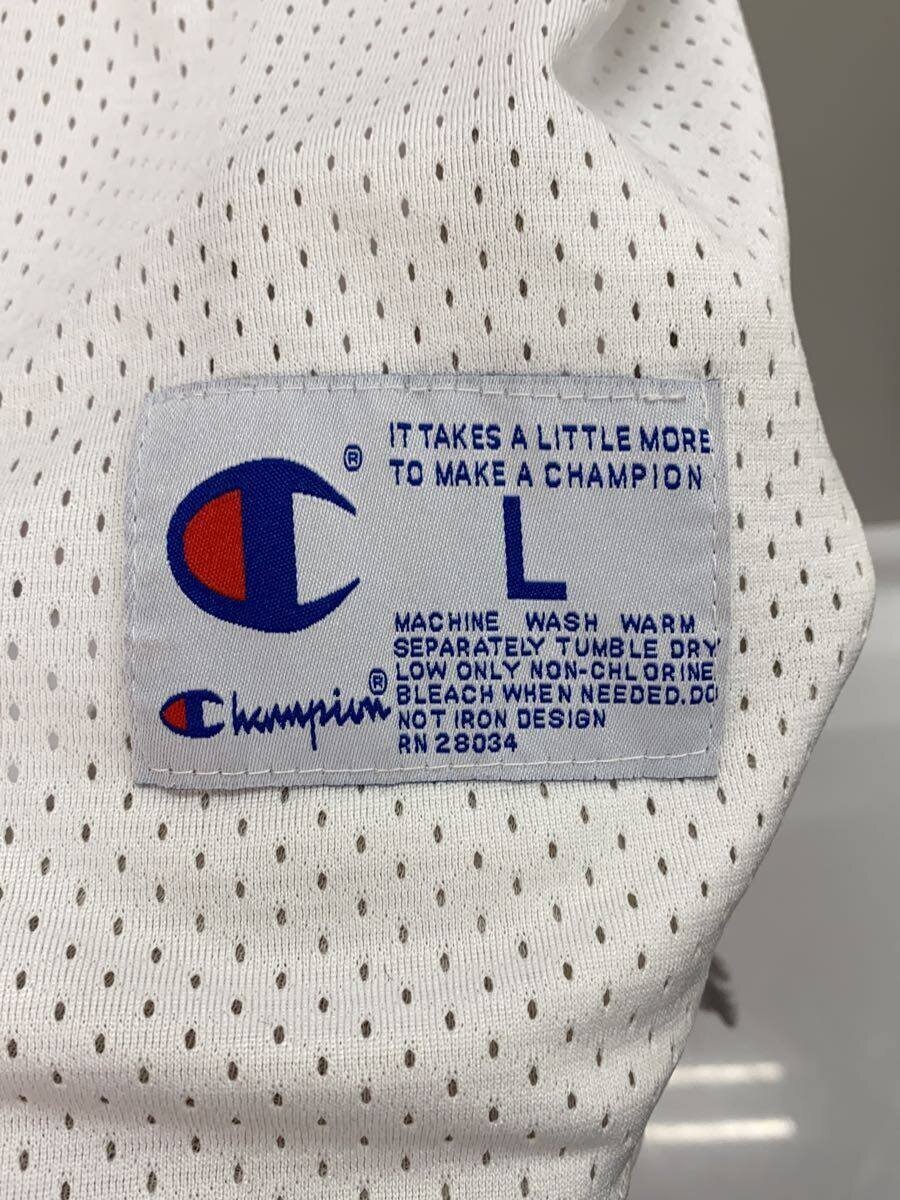 IT TAKES A LITTLE MORE
TO MAKE A CHAMPION
®
L
MACHINE WASH WARM
SEPARATELY TUMBLE DRY
LOW ONLY NON-CHLORINE
BLEACH WHEN NEEDED.DO
NOT IRON DESIGN
RN 28034
Champion®